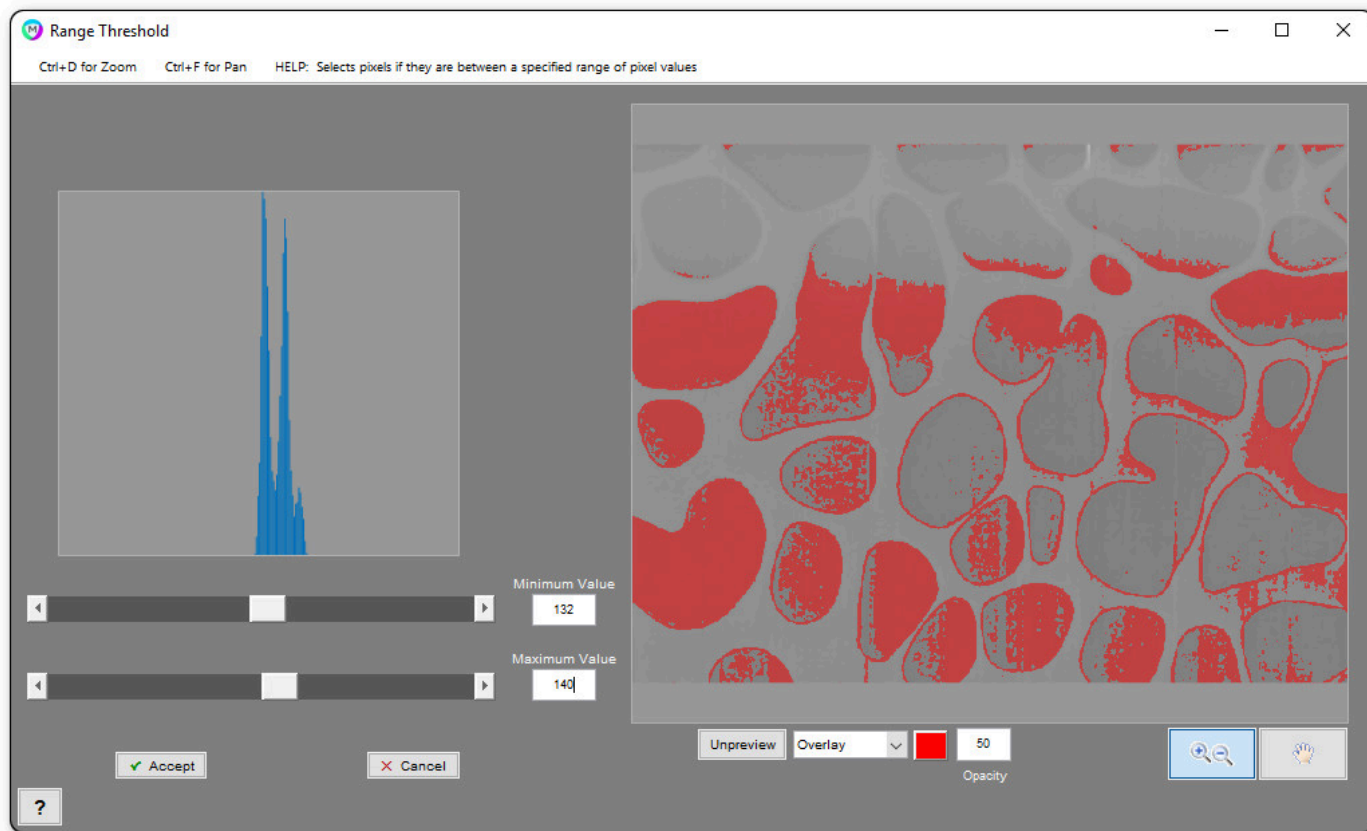 Range Threshold
Ctrl+D for Zoom Ctrl+F for Pan HELP: Selects pixels if they are between a specified range of pixel values
Minimum Value
132
Maximum Value
140
Accept Cancel
Unpreview Overlay 50
Opacity
?